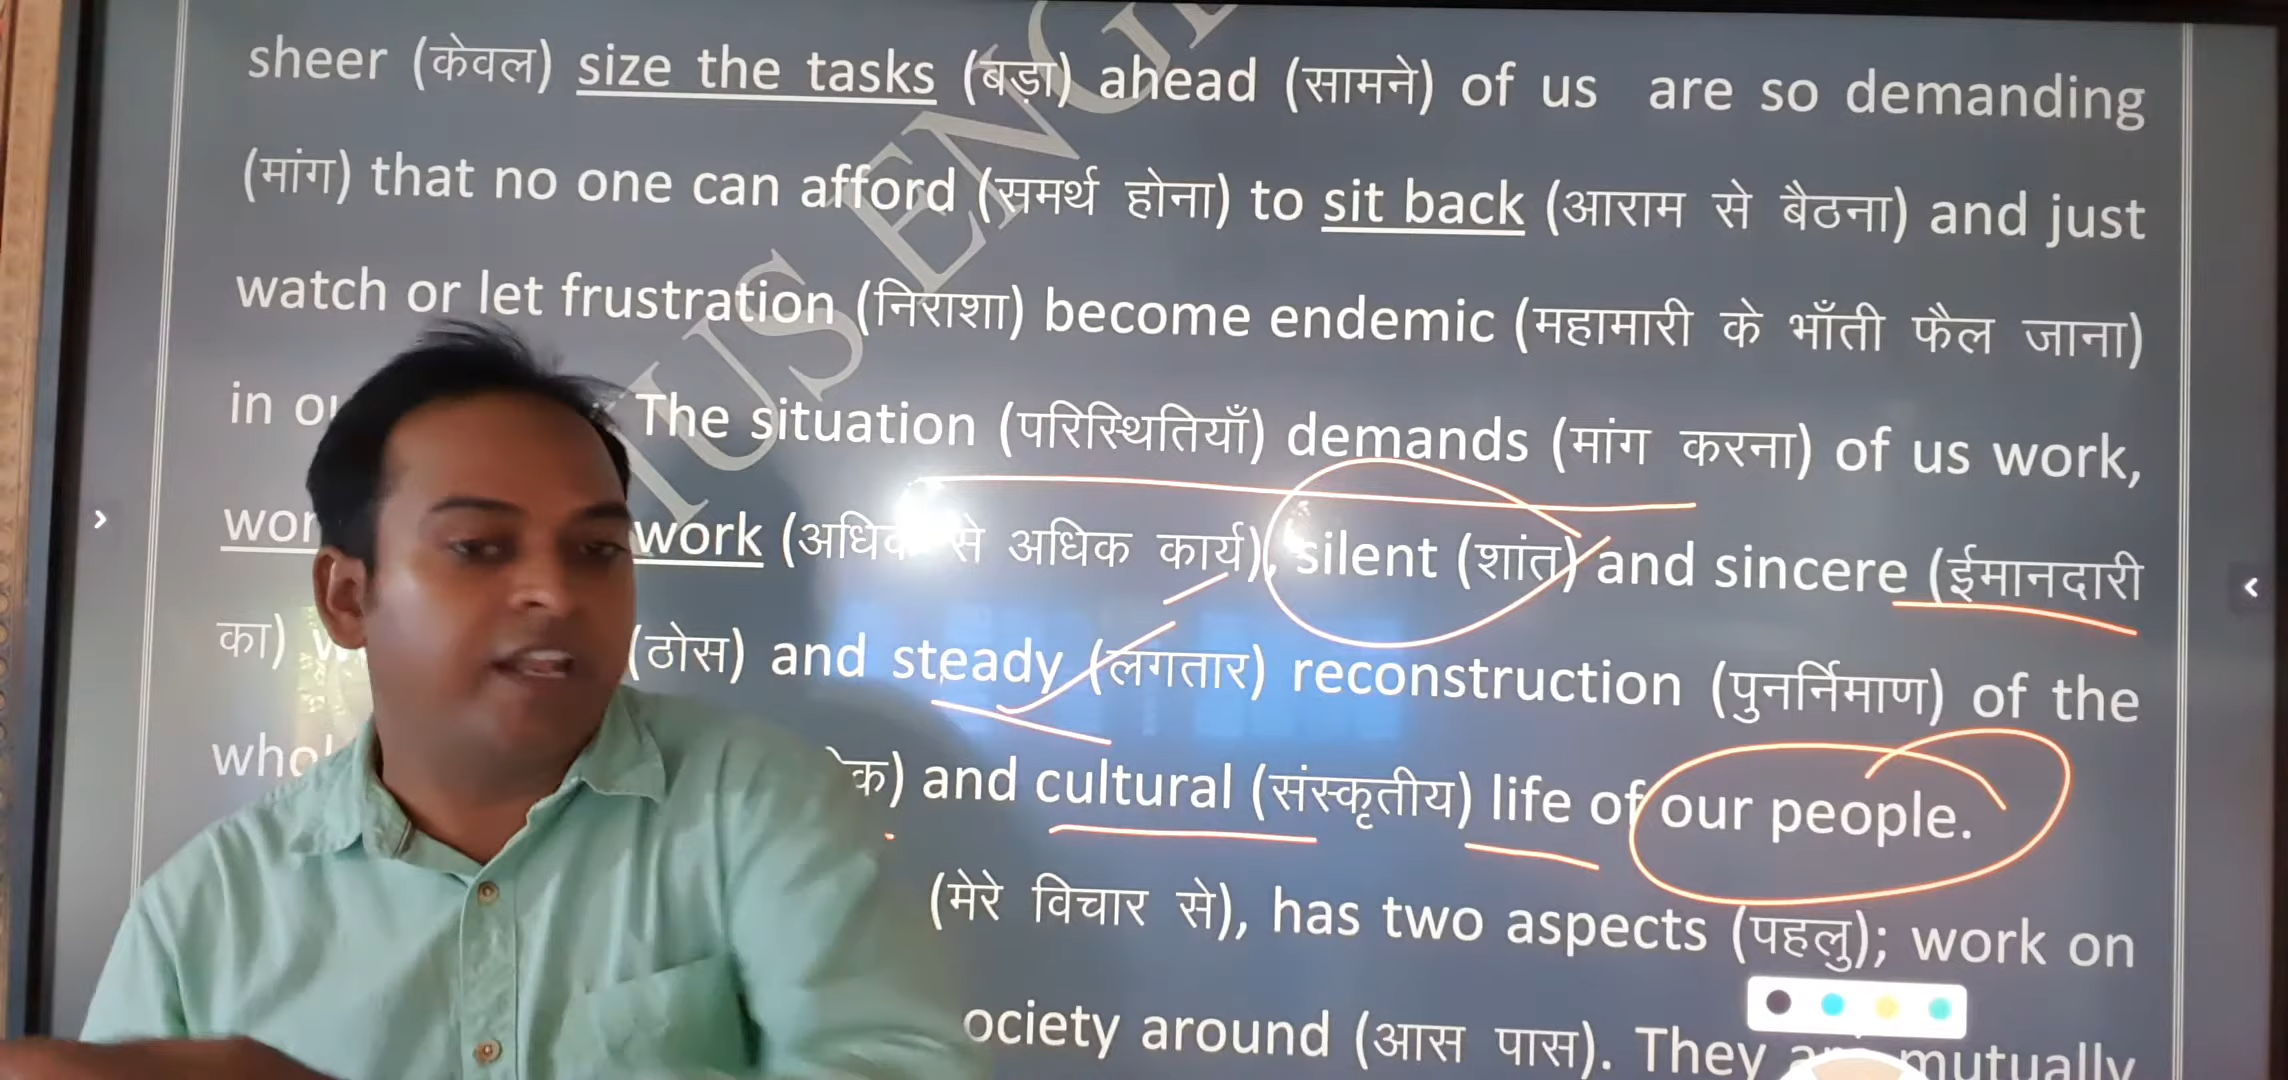 sheer (केवल) size the tasks (बड़ा) ahead (सामने) of us are so demanding
(मांग) that no one can afford (समर्थ होना) to sit back (आराम से बैठना) and just
watch or let frustration (निराशा) become endemic (महामारी के भाँती फैल जाना)
in The situation (परिस्थितियाँ) demands (मांग करना) of us work,
work (अधिक से अधिक कार्य), silent (शांत) and sincere (ईमानदारी
का) (ठोस) and steady (लगतार) reconstruction (पुनर्निमाण) of the
and cultural (संस्कृतीय) life of our people.
(मेरे विचार से), has two aspects (पहलु); work on
around (आस पास). They mutually